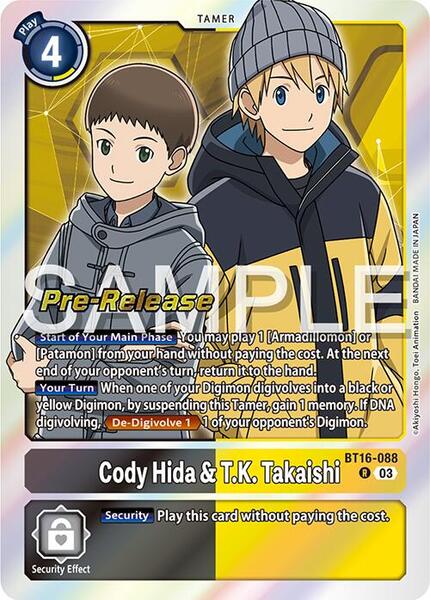 TAMER
Play
4
SAMPLE
Pre-Release
Start of Your Main Phase You may play 1 [Armadillomon] or
[Patamon] from your hand without paying the cost. At the next
end of your opponent's turn, return it to the hand.
Your Turn When one of your Digimon digivolves into a black or
yellow Digimon, by suspending this Tamer, gain 1 memory. If DNA
digivolving, De-Digivolve 1 1 of your opponent's Digimon.
©Akiyoshi Hongo, Toei Animation BANDAI MADE IN JAPAN
Cody Hida & T.K. Takaishi
BT16-088
R 03
Security Play this card without paying the cost.
Security Effect